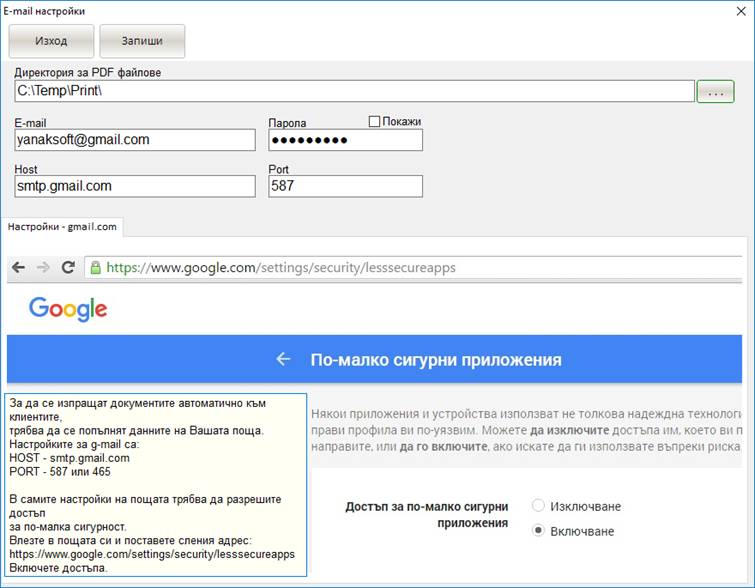 E-mail настройки
Изход
Запиши
Директория за PDF файлове
C:\Temp\Print\
...
E-mail
Парола
Покажи
yanaksoft@gmail.com
●●●●●●●●●
Host
Port
smtp.gmail.com
587
Настройки - gmail.com
https://www.google.com/settings/security/lesssecureapps
Google
По-малко сигурни приложения
За да се изпращат документите автоматично към
клиентите,
трябва да се попълнят данните на Вашата поща.
Настройките за g-mail са:
HOST - smtp.gmail.com
PORT - 587 или 465
В самите настройки на пощата трябва да разрешите
достъп
за по-малка сигурност.
Влезте в пощата си и поставете сления адрес:
https://www.google.com/settings/security/lesssecureapps
Включете достъпа.
Някои приложения и устройства използват не толкова надеждна технологи
прави профила ви по-уязвим. Можете да изключите достъпа им, което ви п
направите, или да го включите, ако искате да ги използвате въпреки риска
Достъп за по-малко сигурни
приложения
Изключване
Включване